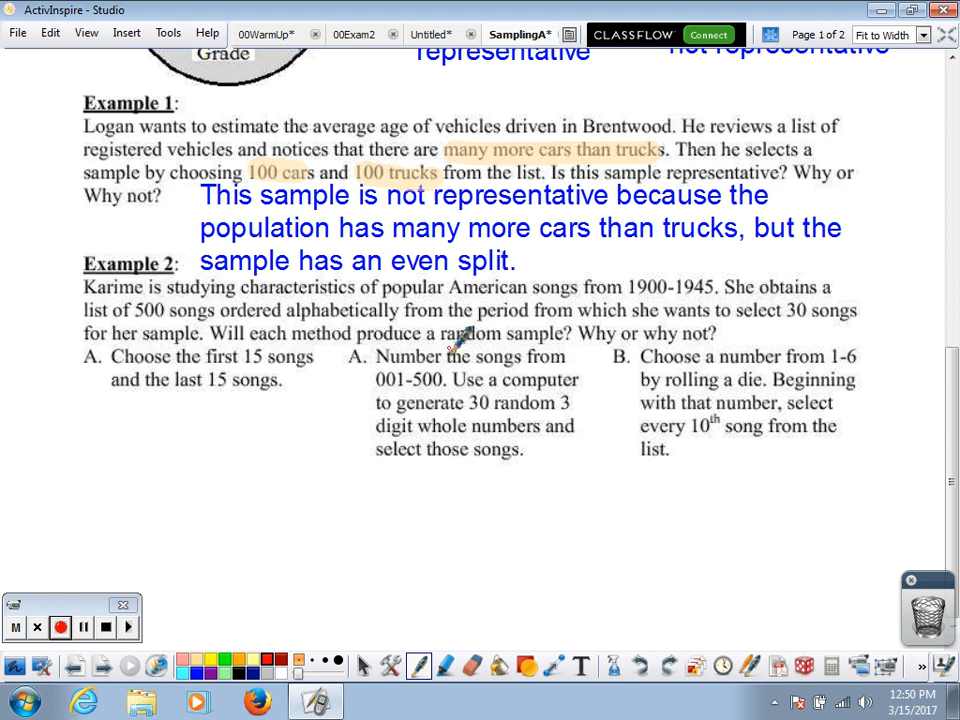 ActivInspire - Studio
File Edit View Insert Tools Help 00WarmUp* 00Exam2 Untitled* SamplingA* CLASSFLOW Connect Page 1 of 2 Fit to Width
Grade
representative not representative
Example 1:
Logan wants to estimate the average age of vehicles driven in Brentwood. He reviews a list of
registered vehicles and notices that there are many more cars than trucks. Then he selects a
sample by choosing 100 cars and 100 trucks from the list. Is this sample representative? Why or
Why not?
This sample is not representative because the
population has many more cars than trucks, but the
sample has an even split.
Example 2:
Karime is studying characteristics of popular American songs from 1900-1945. She obtains a
list of 500 songs ordered alphabetically from the period from which she wants to select 30 songs
for her sample. Will each method produce a random sample? Why or why not?
A. Choose the first 15 songs
and the last 15 songs.
A. Number the songs from
001-500. Use a computer
to generate 30 random 3
digit whole numbers and
select those songs.
B. Choose a number from 1-6
by rolling a die. Beginning
with that number, select
every 10th song from the
list.
M
T
»
12:50 PM
3/15/2017